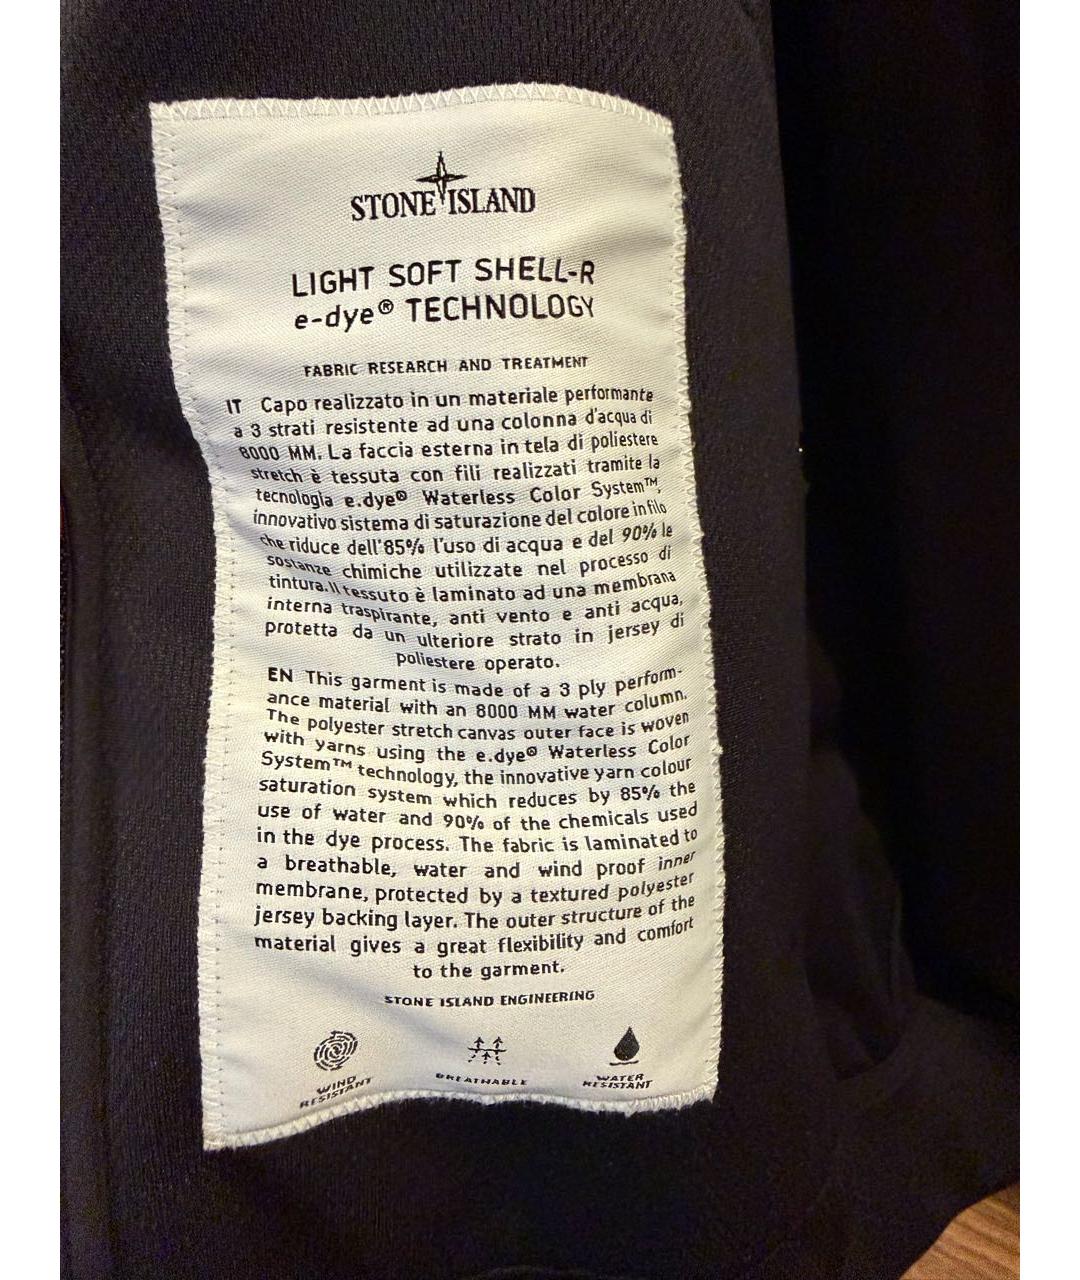 STONE ISLAND
LIGHT SOFT SHELL-R
e-dye® TECHNOLOGY
FABRIC RESEARCH AND TREATMENT
IT Capo realizzato in un materiale performante
a 3 strati resistente ad una colonna d'acqua di
8000 MM. La faccia esterna in tela di poliestere
stretch è tessuta con fili realizzati tramite la
tecnologia e.dye® Waterless Color System™,
innovativo sistema di saturazione del colore in filo
che riduce dell'85% l'uso di acqua e del 90% le
sostanze chimiche utilizzate nel processo di
tintura. Il tessuto è laminato ad una membrana
interna traspirante, anti vento e anti acqua,
protetta da un ulteriore strato in jersey di
poliestere operato.
EN This garment is made of a 3 ply perform-
ance material with an 8000 MM water column.
The polyester stretch canvas outer face is woven
with yarns using the e.dye® Waterless Color
System™ technology, the innovative yarn colour
saturation system which reduces by 85% the
use of water and 90% of the chemicals used
in the dye process. The fabric is laminated to
a breathable, water and wind proof inner
membrane, protected by a textured polyester
jersey backing layer. The outer structure of the
material gives a great flexibility and comfort
to the garment.
STONE ISLAND ENGINEERING
WIND
RESISTANT
BREATHABLE
WATER
RESISTANT